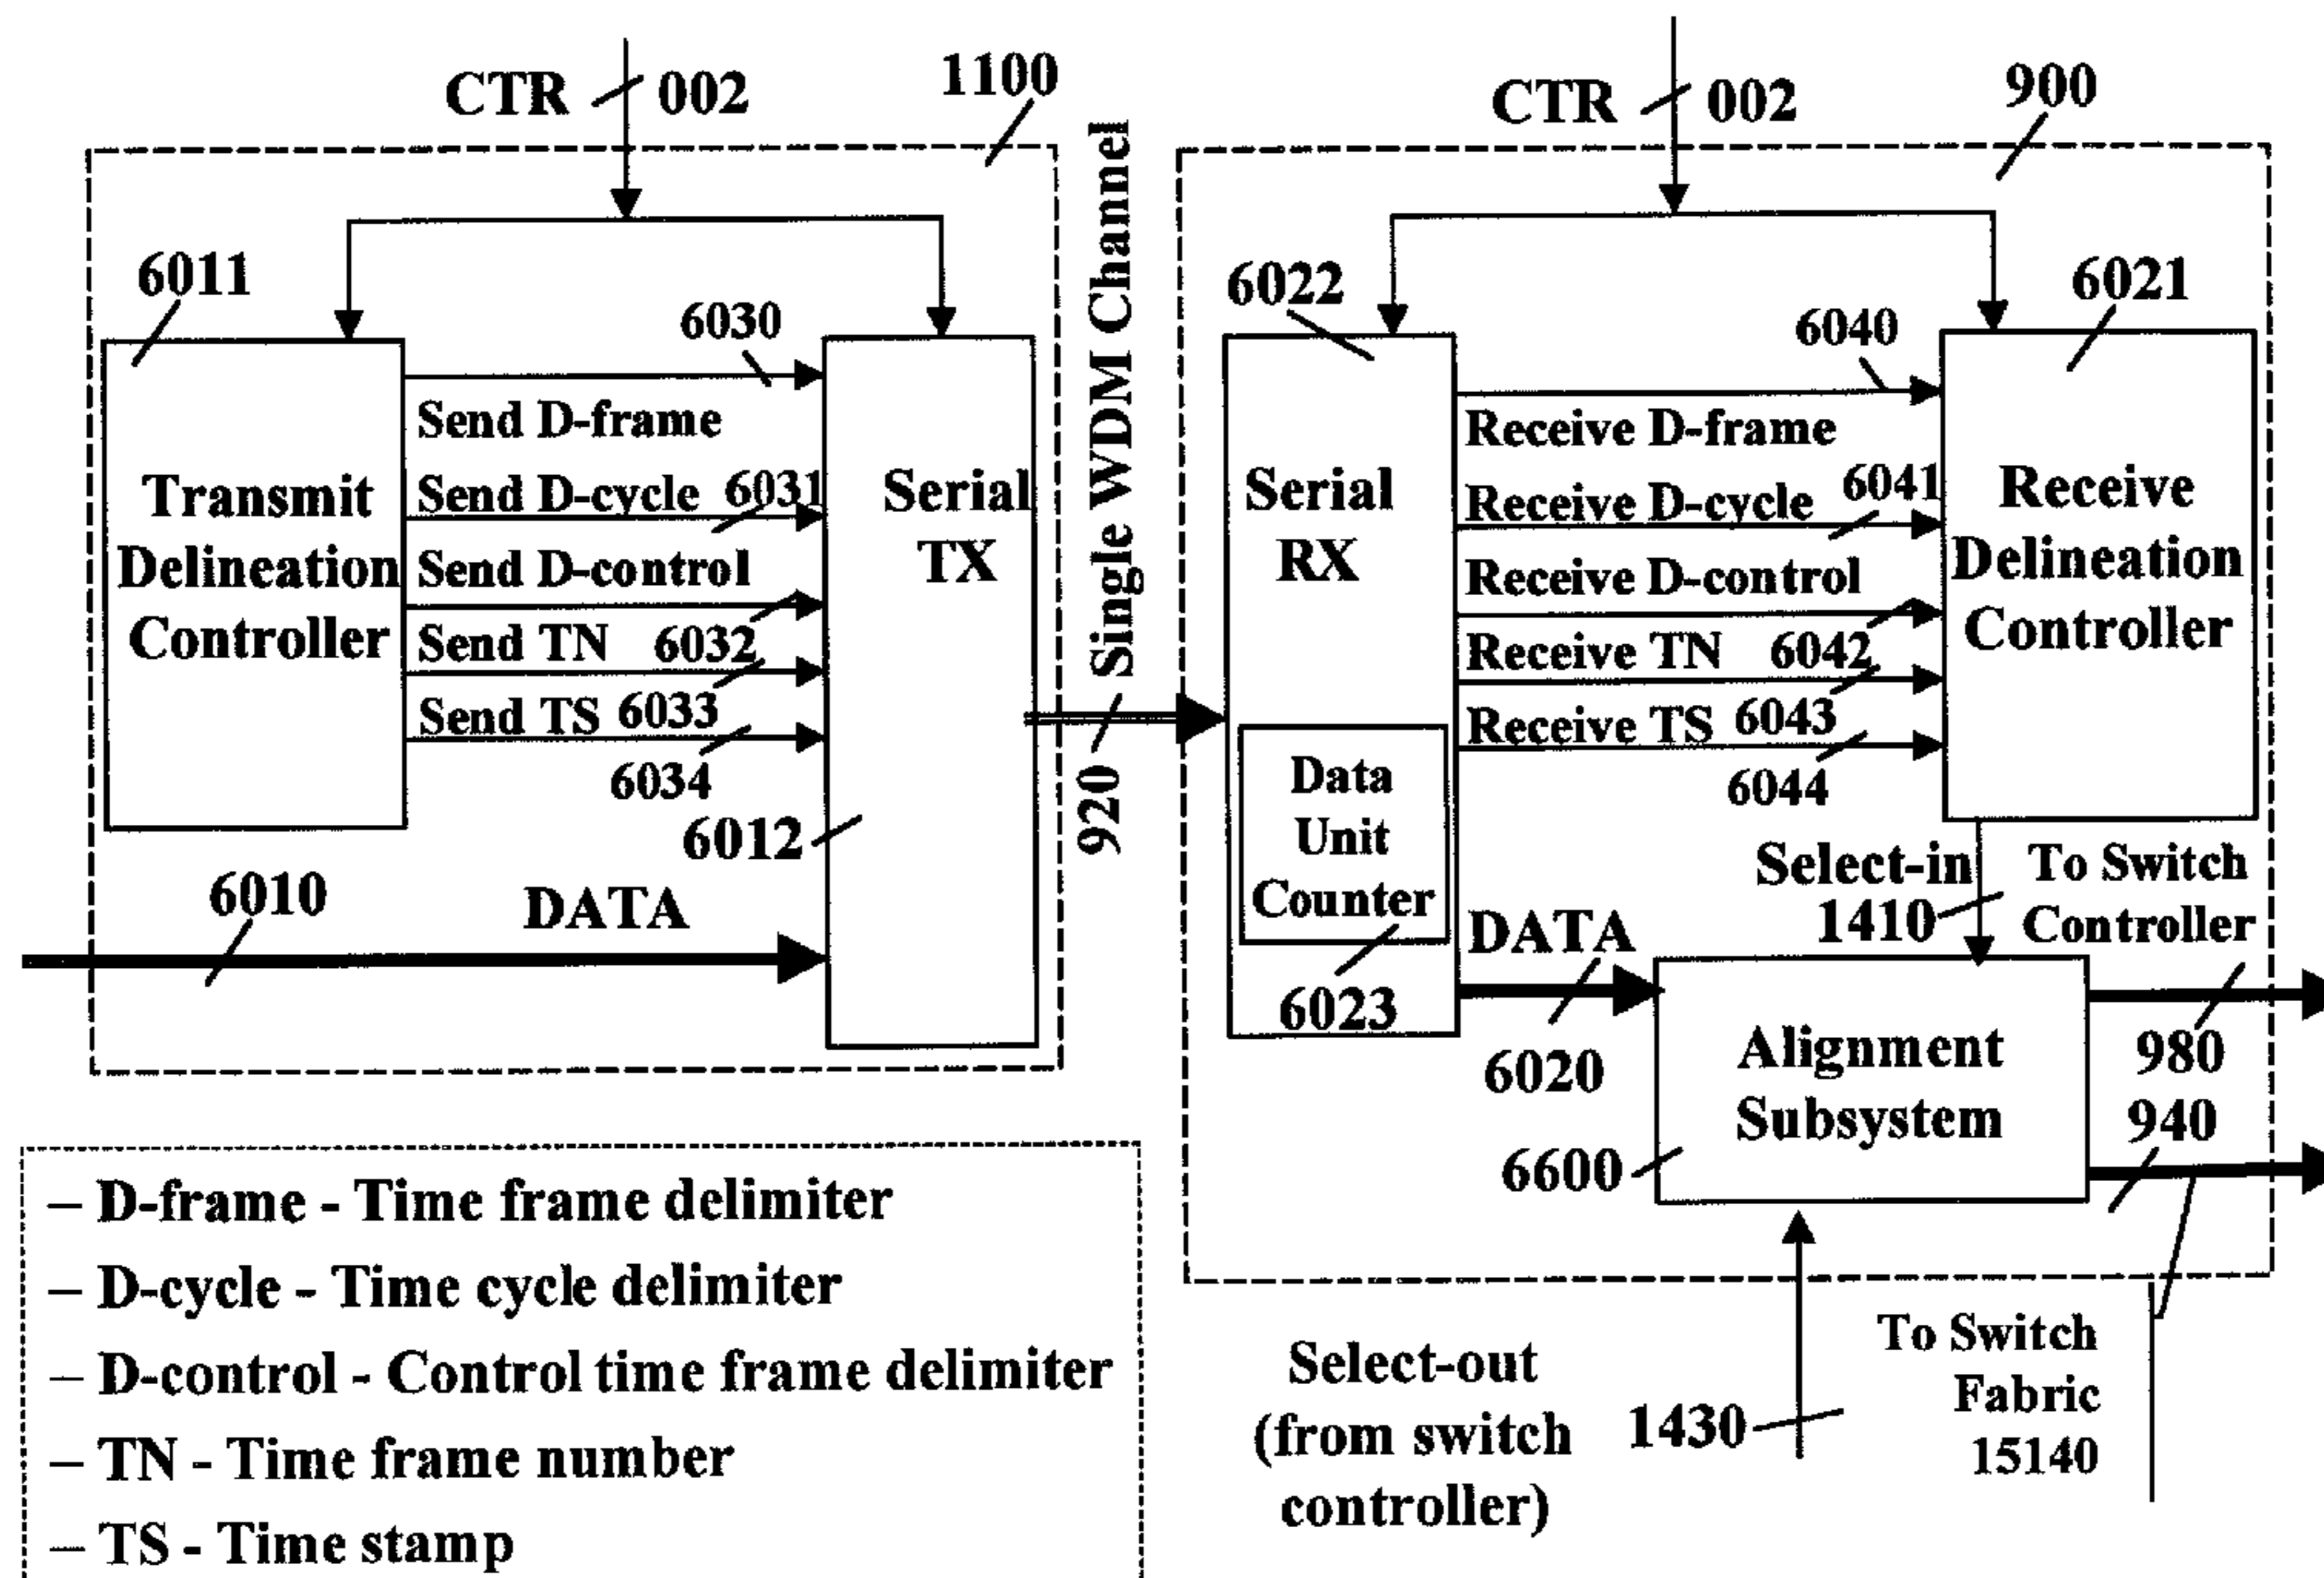 CTR 002
1100
6011
6030
Send D-frame
Send D-cycle 6031
Send D-control
Send TN 6032
Send TS 6033
6034
Transmit
Delineation
Controller
Serial
TX
6012
6010
DATA
920 Single WDM Channel
CTR 002
900
6022
6021
6040
Receive D-frame
Receive D-cycle 6041
Receive D-control
Receive TN 6042
Receive TS 6043
6044
Serial
RX
Data
Unit
Counter
6023
Receive
Delineation
Controller
Select-in
1410
To Switch
Controller
DATA
6020
Alignment
Subsystem
6600
980
940
Select-out
(from switch
controller)
1430
To Switch
Fabric
15140
– D-frame - Time frame delimiter
– D-cycle - Time cycle delimiter
– D-control - Control time frame delimiter
– TN - Time frame number
– TS - Time stamp